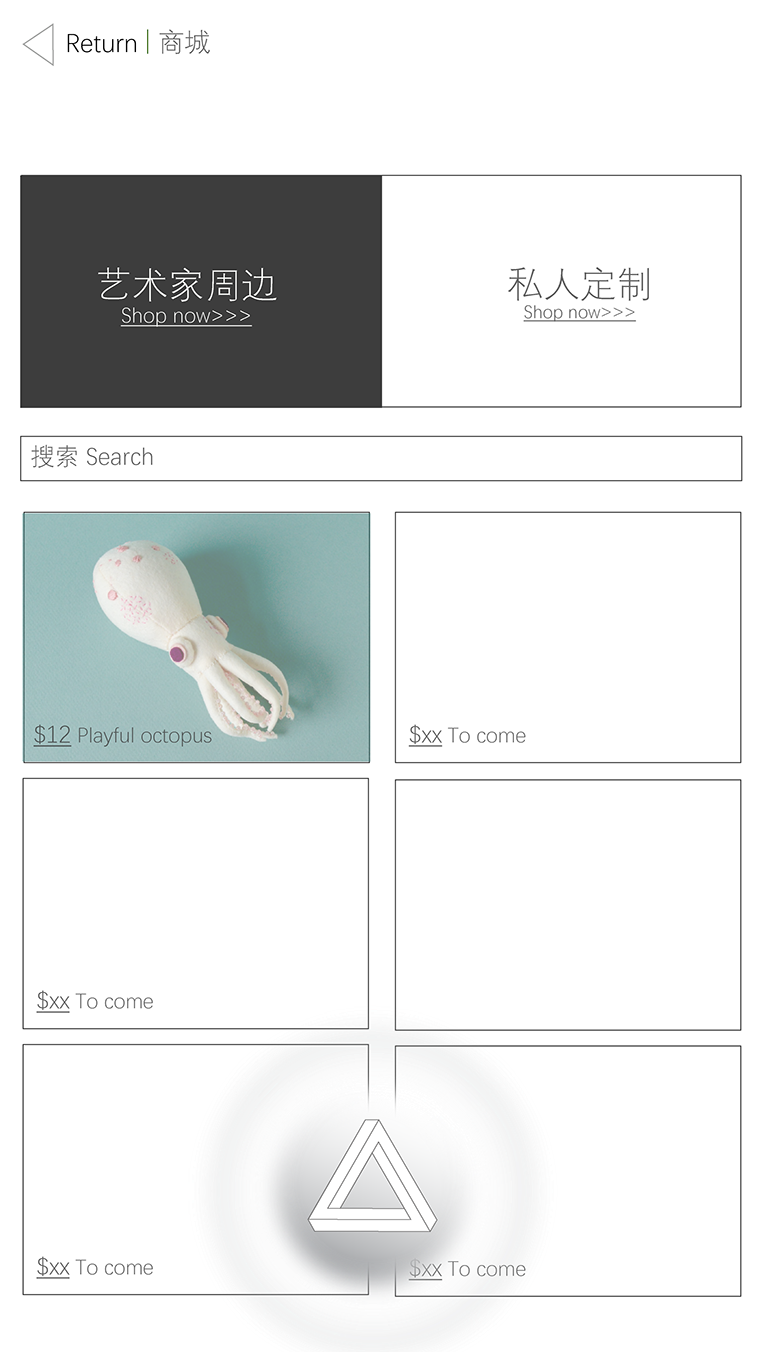 Return | 商城
艺术家周边
Shop now>>>
私人定制
Shop now>>>
搜索 Search
$12 Playful octopus
$xx To come
$xx To come
$xx To come
$xx To come